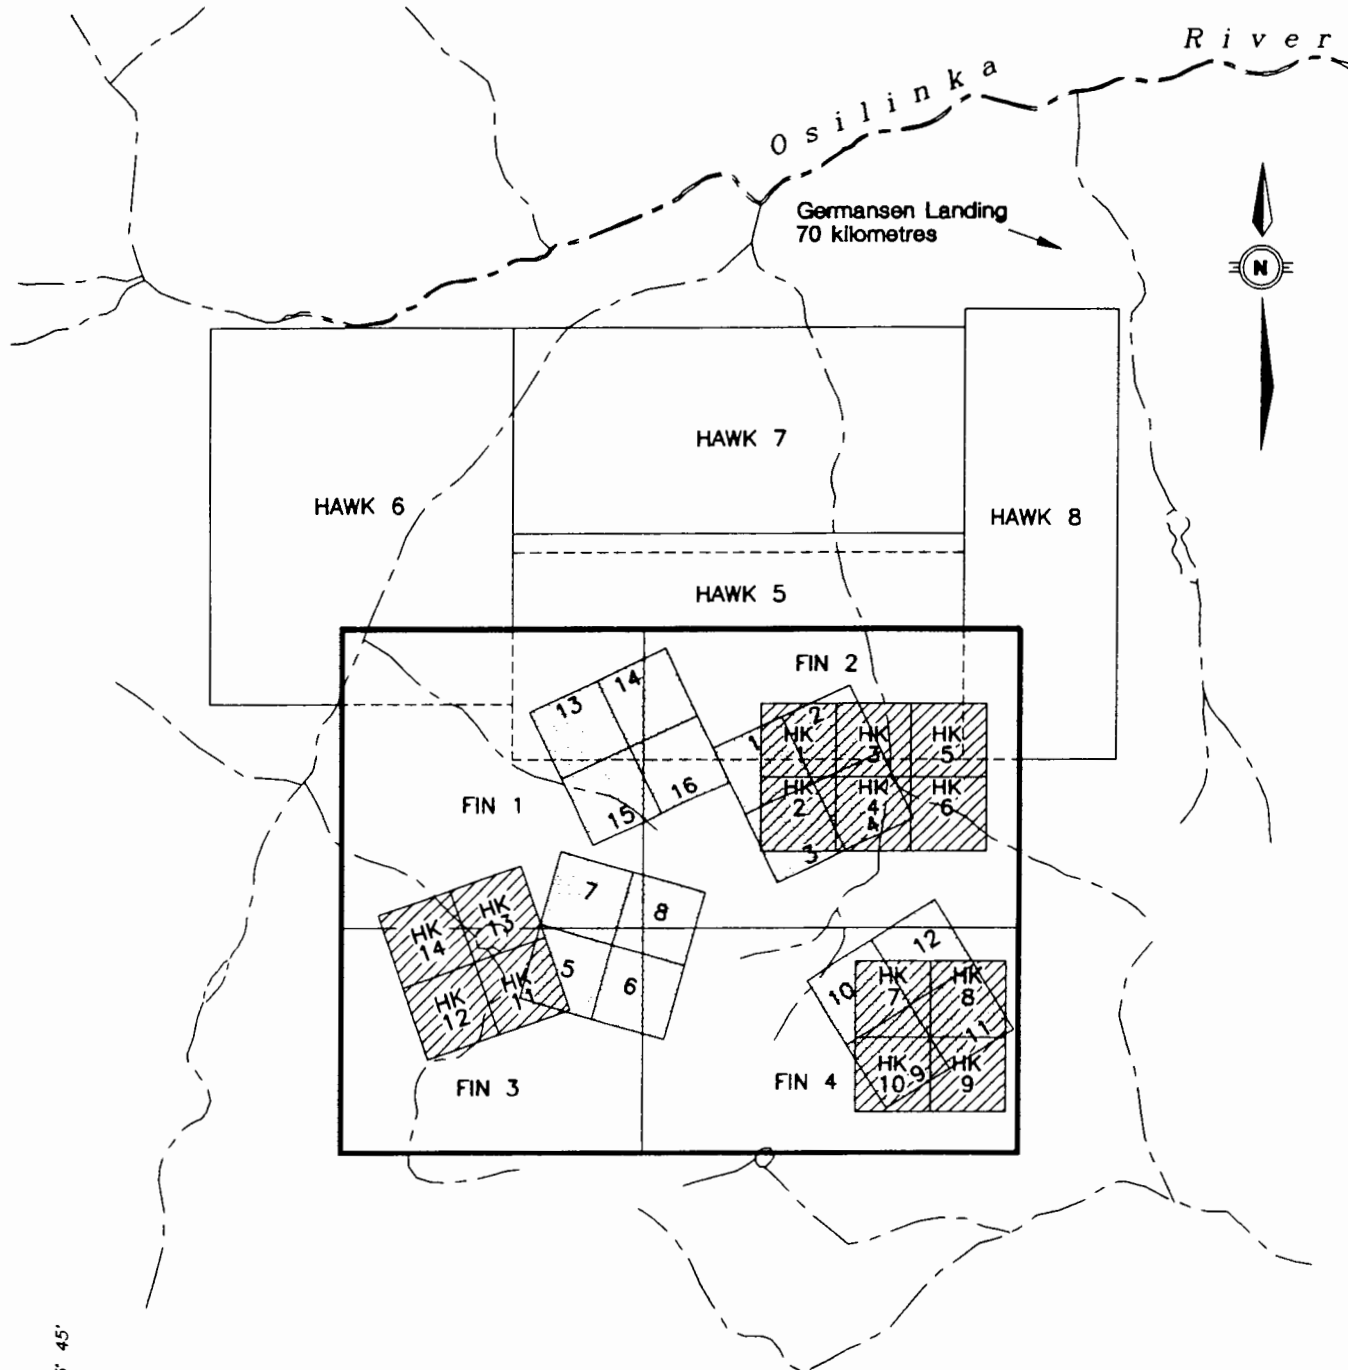 Osilinka River
Germansen Landing
70 kilometres
N
HAWK 7
HAWK 6
HAWK 8
HAWK 5
FIN 2
14
13
2
1
HK
1
HK
3
HK
5
16
HK
2
HK
4
HK
6
FIN 1
15
4
3
7
8
HK
13
HK
14
12
5
6
HK
11
HK
12
10
HK
7
HK
8
11
FIN 3
FIN 4
HK
10
9
HK
9
45'